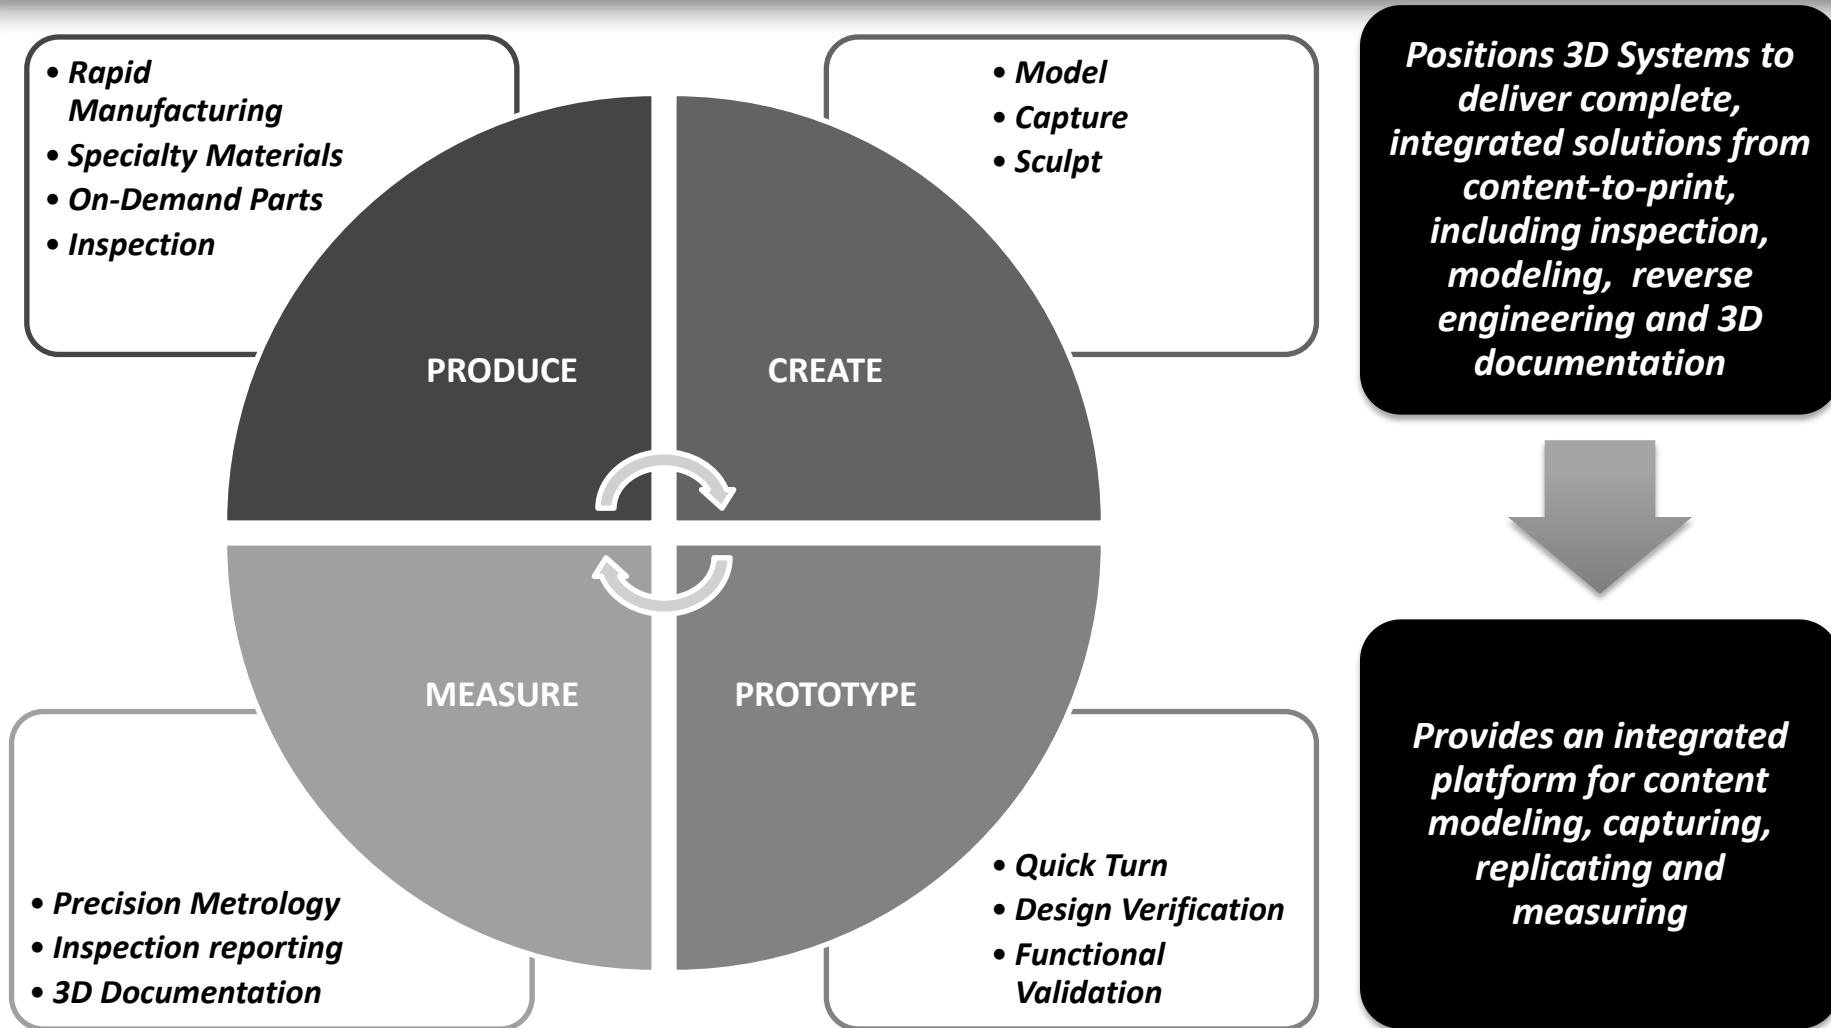 • Rapid
Manufacturing
• Specialty Materials
• On-Demand Parts
• Inspection
• Model
• Capture
• Sculpt
PRODUCE
CREATE
MEASURE
PROTOTYPE
• Precision Metrology
• Inspection reporting
• 3D Documentation
• Quick Turn
• Design Verification
• Functional
Validation
Positions 3D Systems to
deliver complete,
integrated solutions from
content-to-print,
including inspection,
modeling, reverse
engineering and 3D
documentation
Provides an integrated
platform for content
modeling, capturing,
replicating and
measuring